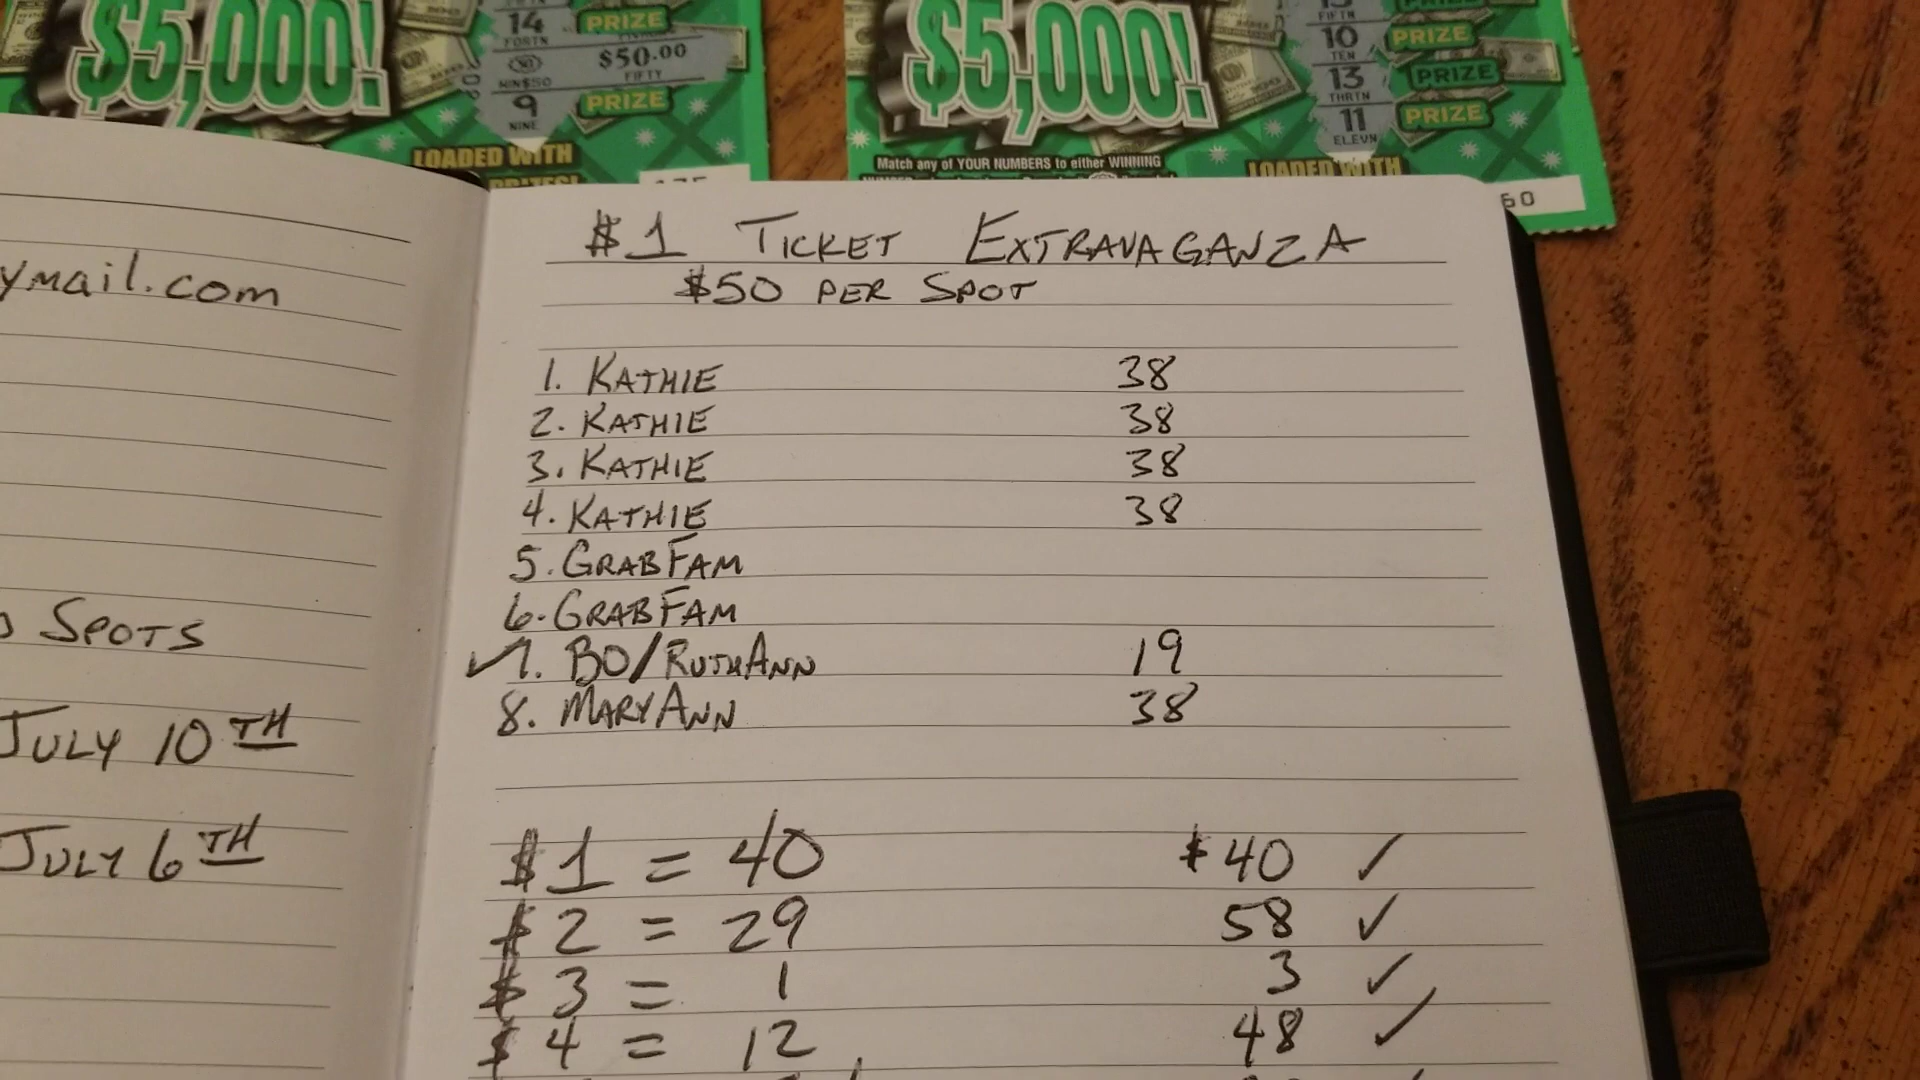 $5,000!
14 PRIZE
FORTN
$50.00
FIFTY
9 PRIZE
NINE
LOADED WITH
$5,000!
10 PRIZE
TEN
13 PRIZE
THRTN
11 PRIZE
ELEVN
Match any of YOUR NUMBERS to either WINNING
LOADED WITH
60
ymail.com
SPOTS
JULY 10TH
JULY 6TH
$1 TICKET EXTRAVAGANZA
$50 PER SPOT
1. KATHIE 38
2. KATHIE 38
3. KATHIE 38
4. KATHIE 38
5. GRABFAM
6. GRABFAM
✓7. BO/RUTHANN 19
8. MARYANN 38
$1 = 40 $40 ✓
$2 = 29 58 ✓
$3 = 1 3 ✓
$4 = 12 48 ✓